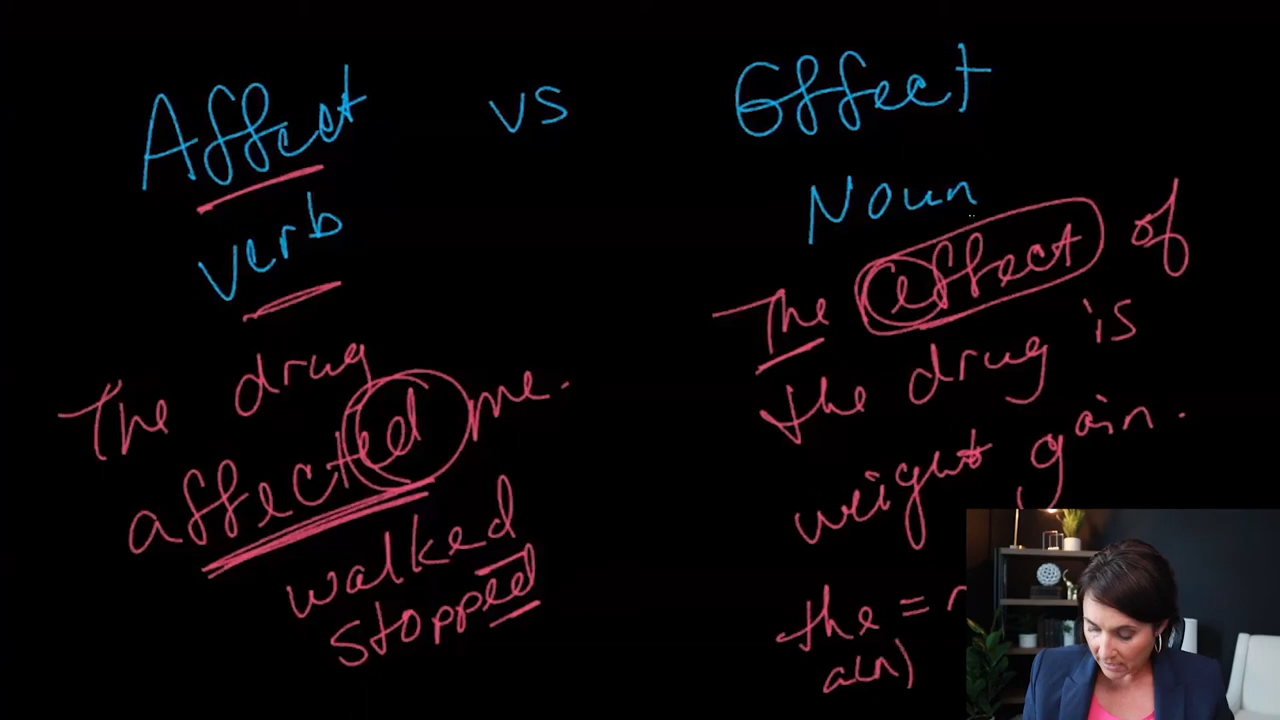 Affect vs Effect
verb
Noun
The drug
affected me.
walked
stopped
The effect of
the drug is
weight gain.
the =
a(n)